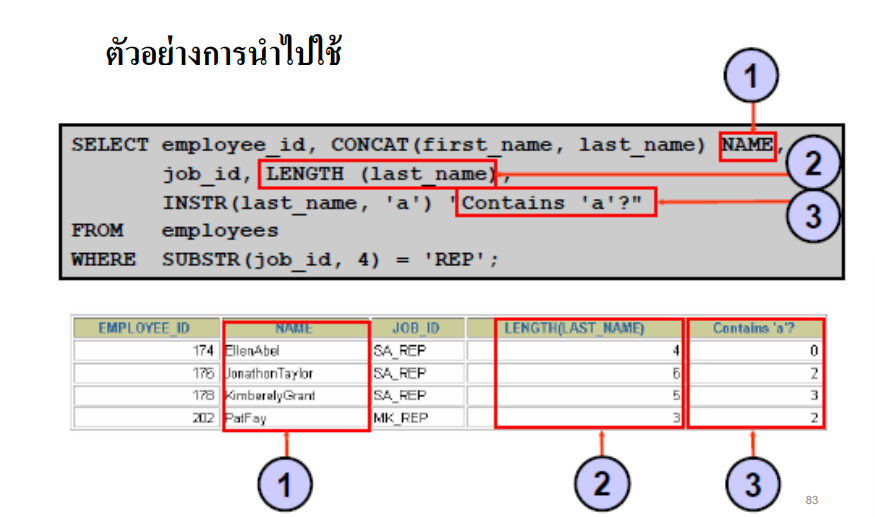 ตัวอย่างการนำไปใช้
1
SELECT employee_id, CONCAT(first_name, last_name) NAME,
job_id, LENGTH (last_name),
2
INSTR(last_name, 'a') "Contains 'a'?"
3
FROM employees
WHERE SUBSTR(job_id, 4) = 'REP';
EMPLOYEE_ID NAME JOB_ID LENGTH(LAST_NAME) Contains 'a'?
174 EllenAbel SA_REP 4 0
176 JonathonTaylor SA_REP 6 2
178 KimberelyGrant SA_REP 5 3
202 PatFay MK_REP 3 2
1 2 3
83